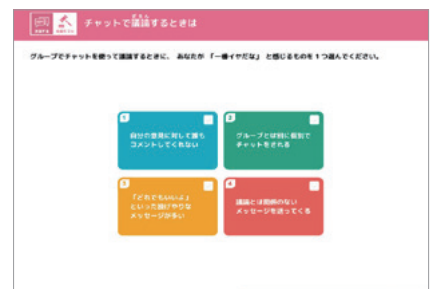 チャットで議論するときは
ぎろん
グループでチャットを使って議論するときに、 あなたが 「一番イヤだな」 と感じるものを1つ選んでください。
1
自分の意見に対して誰も
コメントしてくれない
2
グループとは別に個別で
チャットをされる
3
「どれでもいいよ」
といった投げやりな
メッセージが多い
4
議論とは関係のない
メッセージを送ってくる